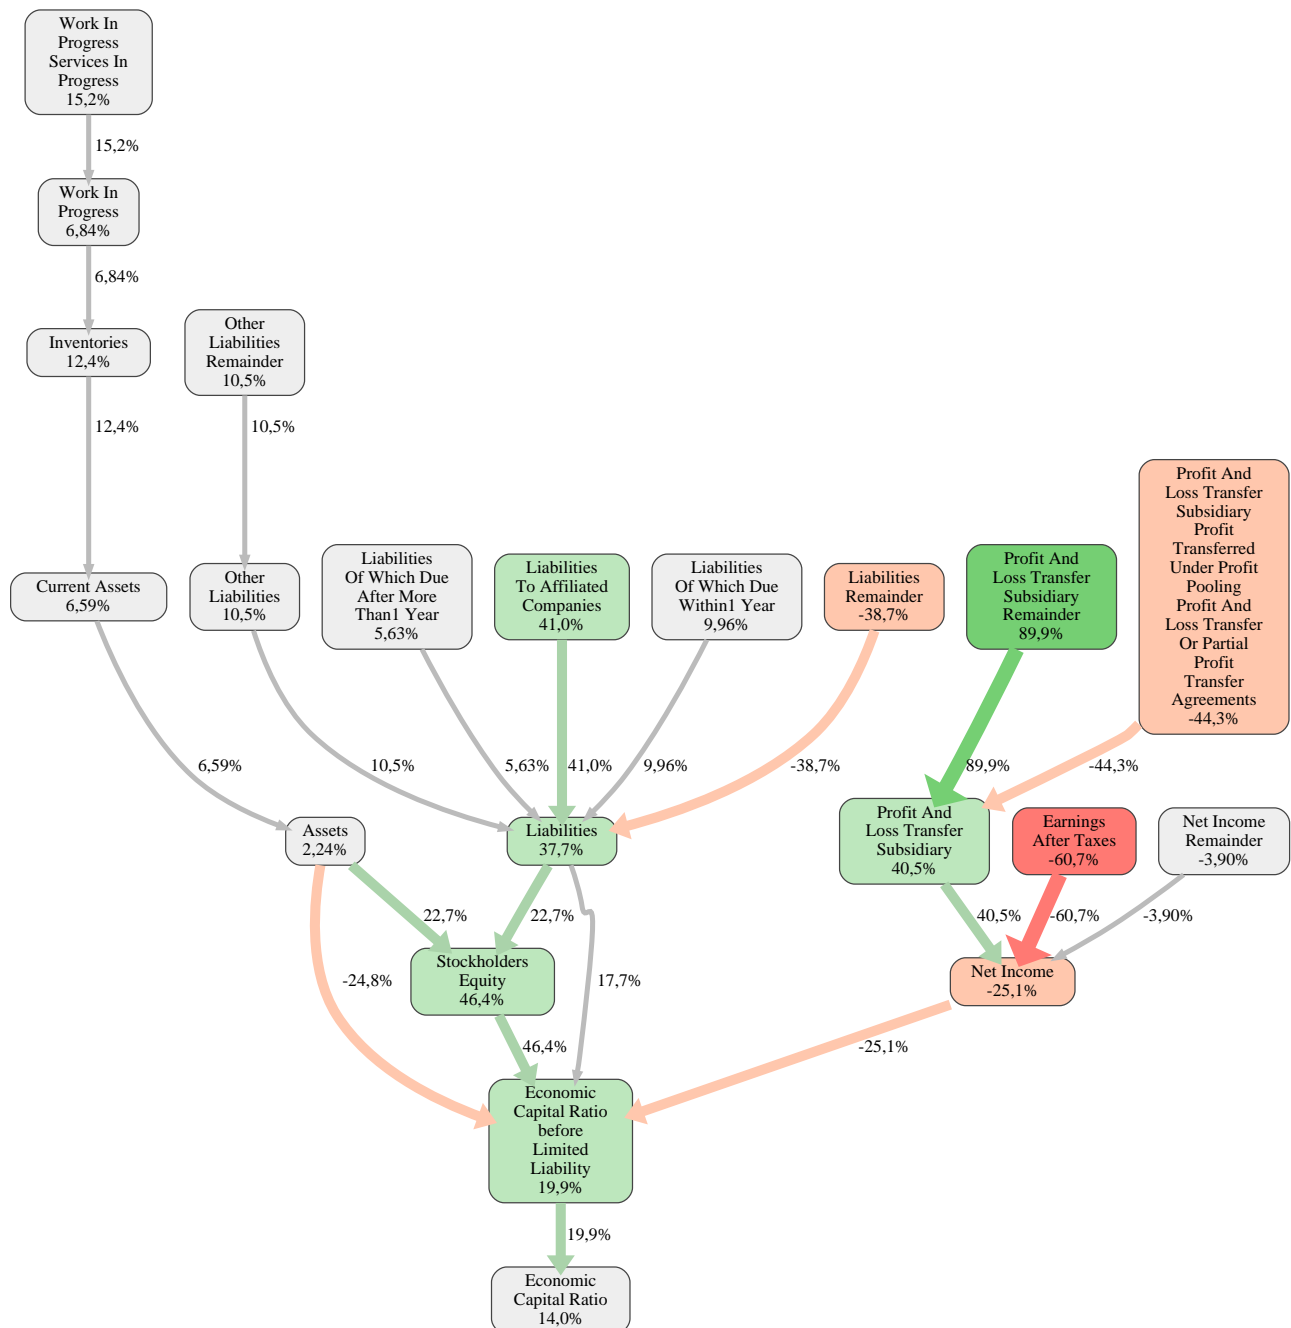 Work In
Progress
Services In
Progress
15,2%
15,2%
Work In
Progress
6,84%
6,84%
Inventories
12,4%
12,4%
Other
Liabilities
Remainder
10,5%
10,5%
Current Assets
6,59%
6,59%
Other
Liabilities
10,5%
10,5%
Liabilities
Of Which Due
After More
Than1 Year
5,63%
5,63%
Liabilities
To Affiliated
Companies
41,0%
41,0%
Liabilities
Of Which Due
Within1 Year
9,96%
9,96%
Liabilities
Remainder
-38,7%
-38,7%
Profit And
Loss Transfer
Subsidiary
Remainder
89,9%
89,9%
Profit And
Loss Transfer
Subsidiary
Profit
Transferred
Under Profit
Pooling
Profit And
Loss Transfer
Or Partial
Profit
Transfer
Agreements
-44,3%
-44,3%
Assets
2,24%
Liabilities
37,7%
Profit And
Loss Transfer
Subsidiary
40,5%
Earnings
After Taxes
-60,7%
Net Income
Remainder
-3,90%
22,7%
22,7%
40,5%
-60,7%
-3,90%
-24,8%
Stockholders
Equity
46,4%
17,7%
Net Income
-25,1%
46,4%
-25,1%
Economic
Capital Ratio
before
Limited
Liability
19,9%
19,9%
Economic
Capital Ratio
14,0%